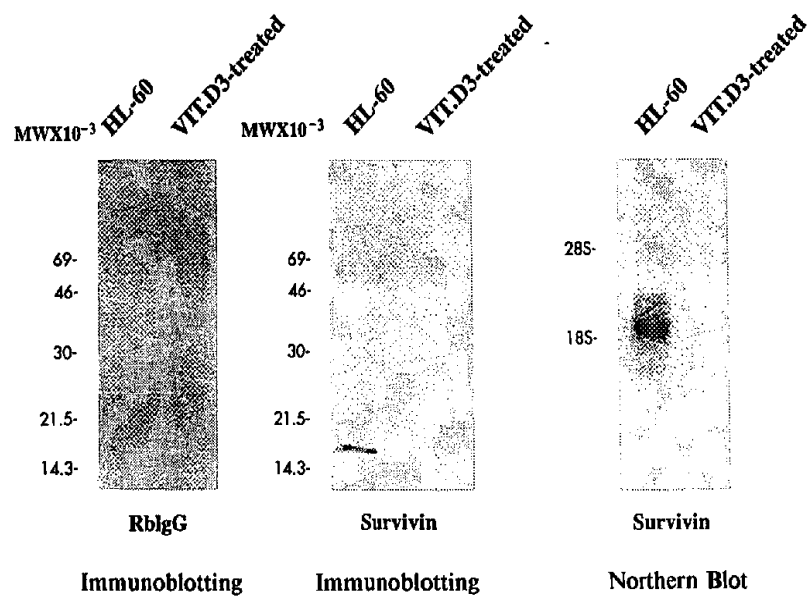 HL-60
VIT.D3-treated
MWX10⁻³
69-
46-
30-
21.5-
14.3-
RbIgG
Immunoblotting
HL-60
VIT.D3-treated
MWX10⁻³
69-
46-
30-
21.5-
14.3-
Survivin
Immunoblotting
HL-60
VIT.D3-treated
28S-
18S-
Survivin
Northern Blot